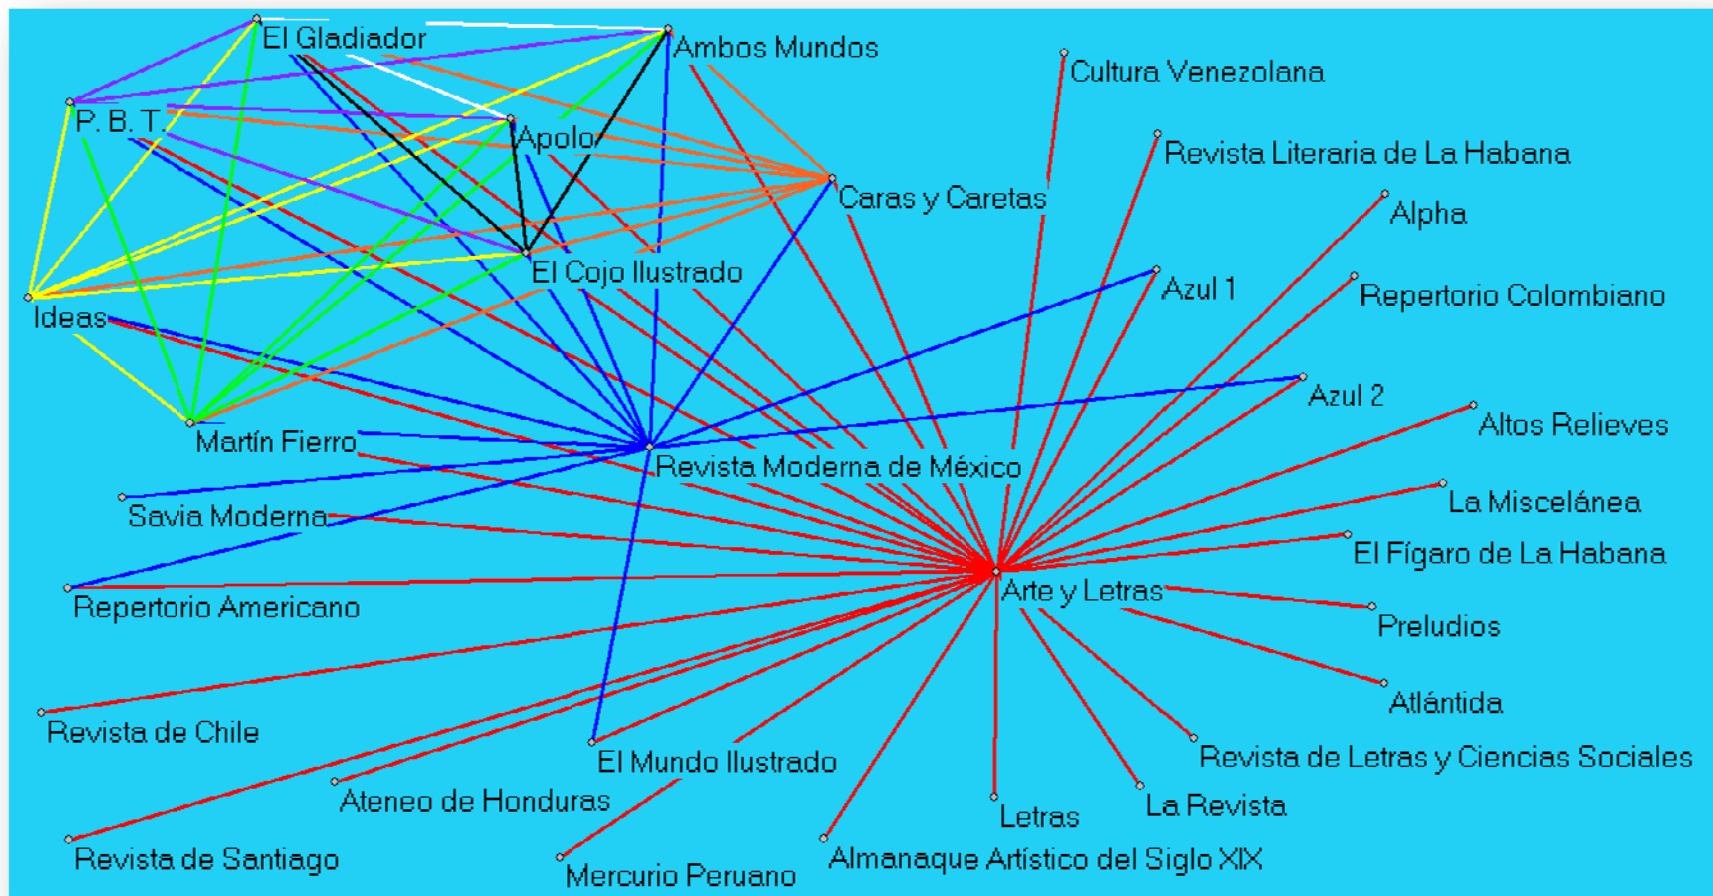 El Gladiador
Ambos Mundos
Cultura Venezolana
P. B. T.
Apolo
Revista Literaria de La Habana
Caras y Caretas
Alpha
El Cojo Ilustrado
Azul 1
Repertorio Colombiano
Ideas
Azul 2
Altos Relieves
Martín Fierro
Revista Moderna de México
La Miscelánea
Savia Moderna
El Fígaro de La Habana
Arte y Letras
Repertorio Americano
Preludios
Atlántida
Revista de Chile
Revista de Letras y Ciencias Sociales
El Mundo Ilustrado
Ateneo de Honduras
La Revista
Letras
Revista de Santiago
Almanaque Artístico del Siglo XIX
Mercurio Peruano